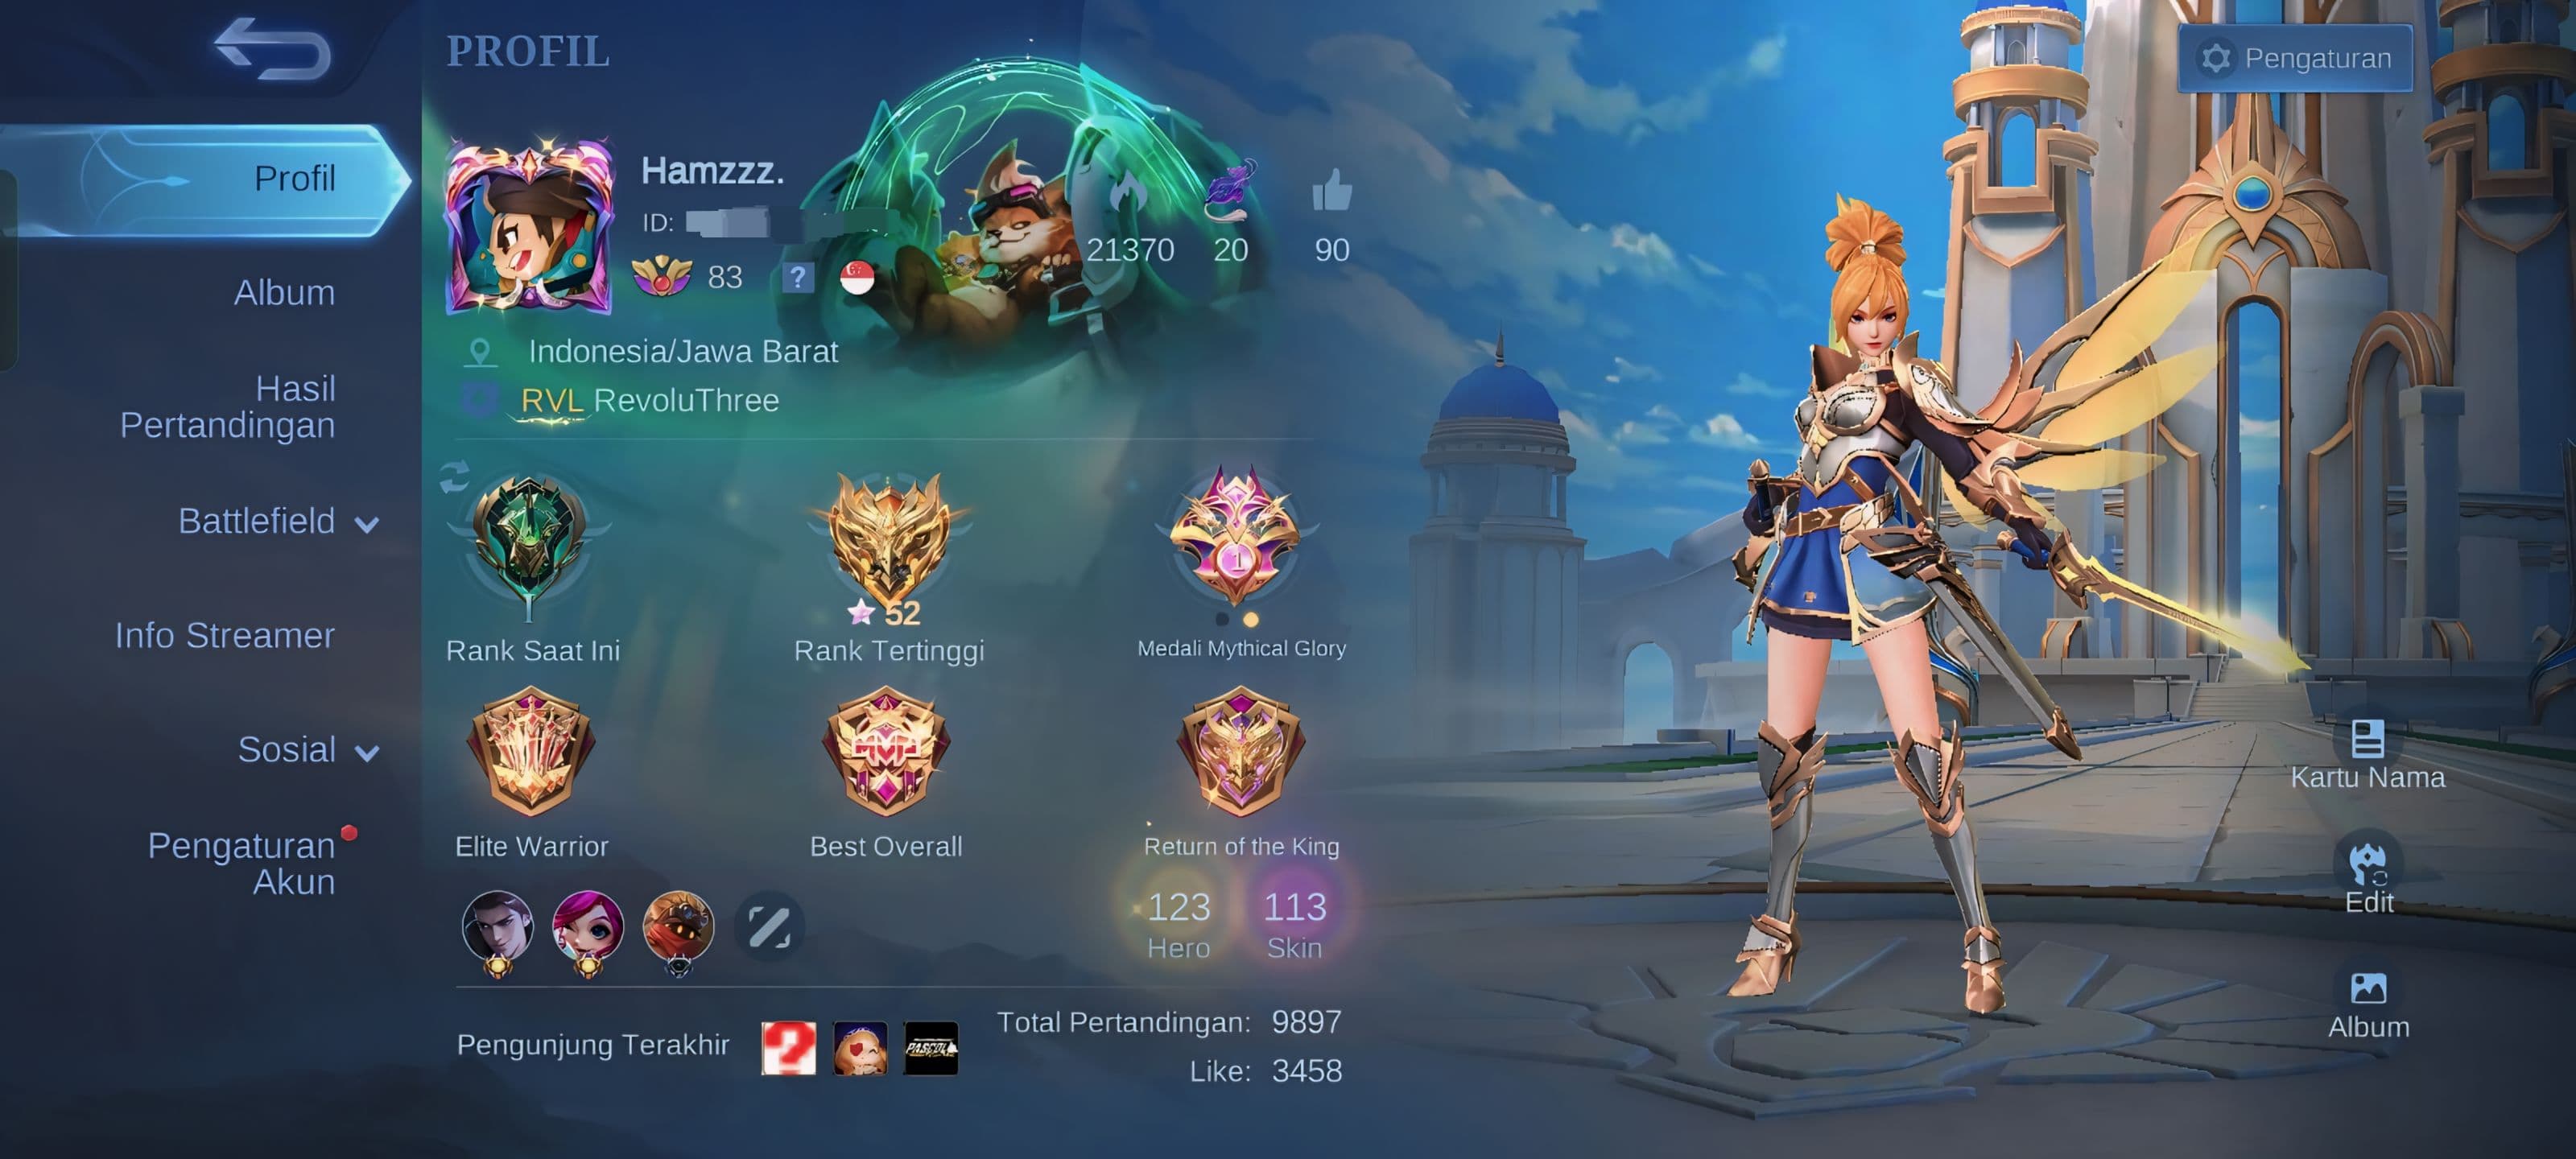 PROFIL
Pengaturan
Profil
Album
Hasil
Pertandingan
Battlefield
Info Streamer
Sosial
Pengaturan
Akun
Hamzzz.
ID:
83
?
21370
20
90
Indonesia/Jawa Barat
RVL RevoluThree
I
Rank Saat Ini
52
Rank Tertinggi
1
Medali Mythical Glory
Elite Warrior
MVP
Best Overall
Return of the King
123
Hero
113
Skin
Pengunjung Terakhir
?
Total Pertandingan: 9897
Like: 3458
Kartu Nama
Edit
Album